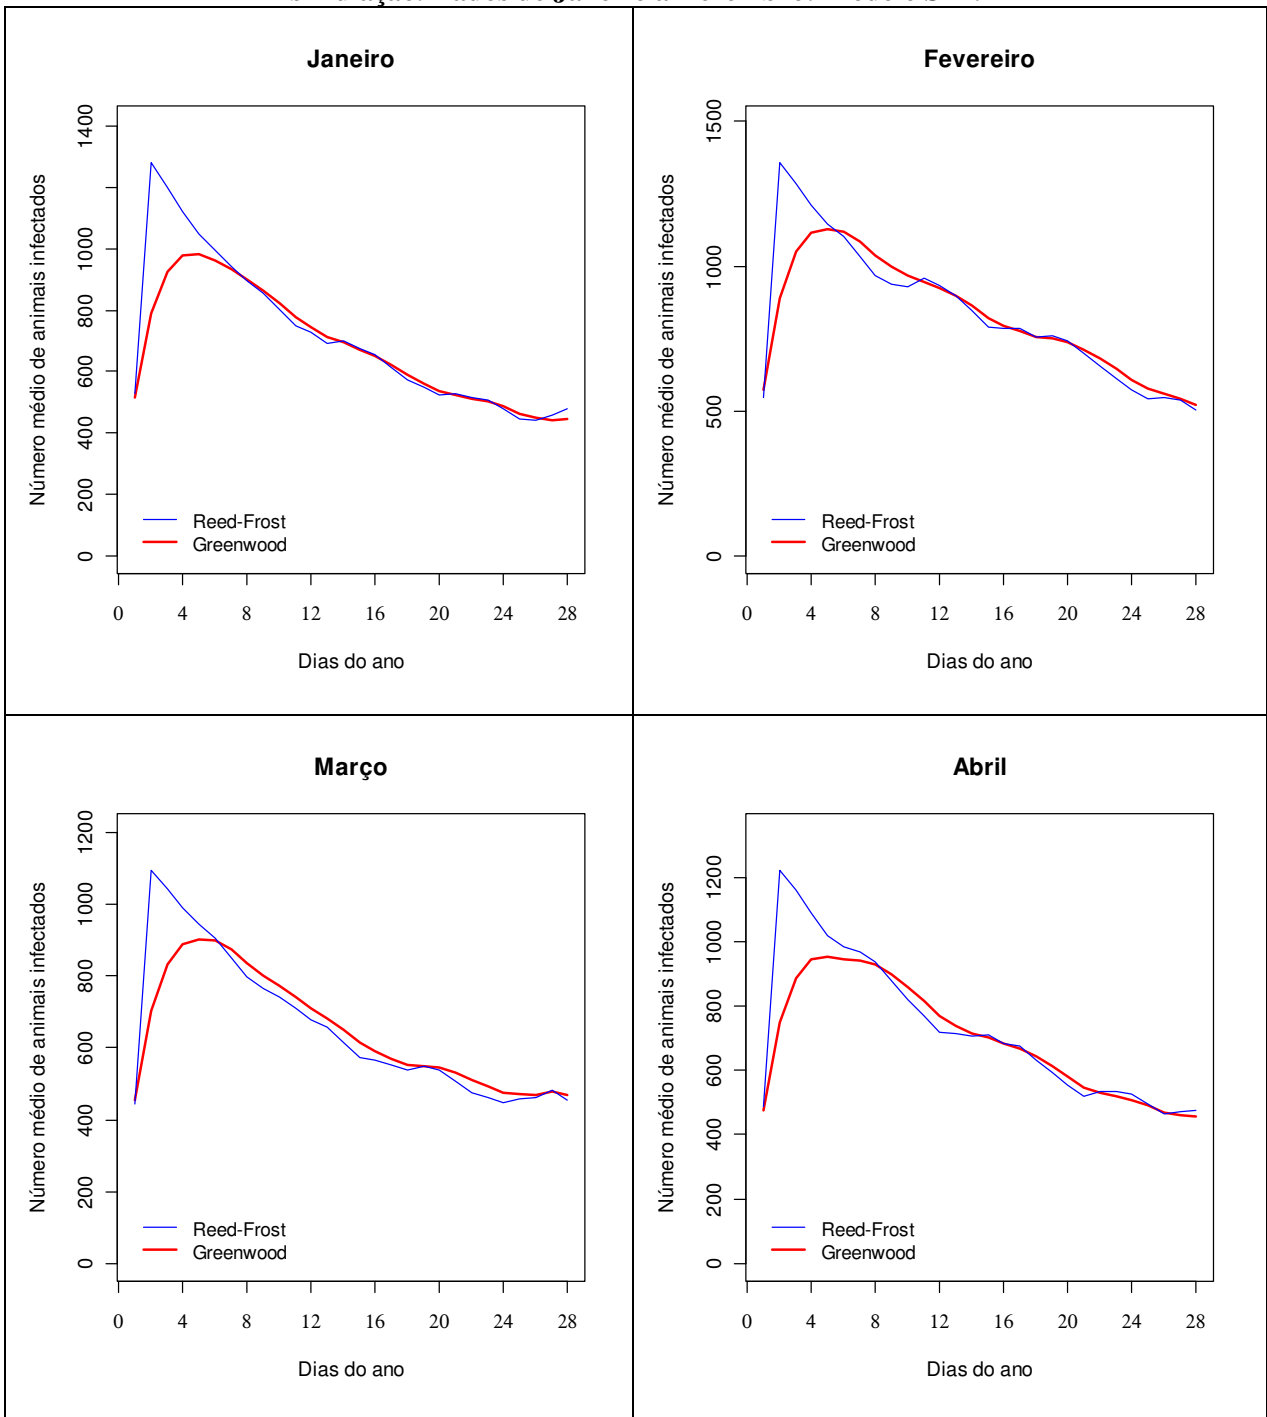 Janeiro
Número médio de animais infectados
0 200 400 600 800 1000 1400
Reed-Frost
Greenwood
0 4 8 12 16 20 24 28
Dias do ano
Fevereiro
Número médio de animais infectados
0 500 1000 1500
Reed-Frost
Greenwood
0 4 8 12 16 20 24 28
Dias do ano
Março
Número médio de animais infectados
0 200 400 600 800 1000 1200
Reed-Frost
Greenwood
0 4 8 12 16 20 24 28
Dias do ano
Abril
Número médio de animais infectados
0 200 400 600 800 1000 1200
Reed-Frost
Greenwood
0 4 8 12 16 20 24 28
Dias do ano